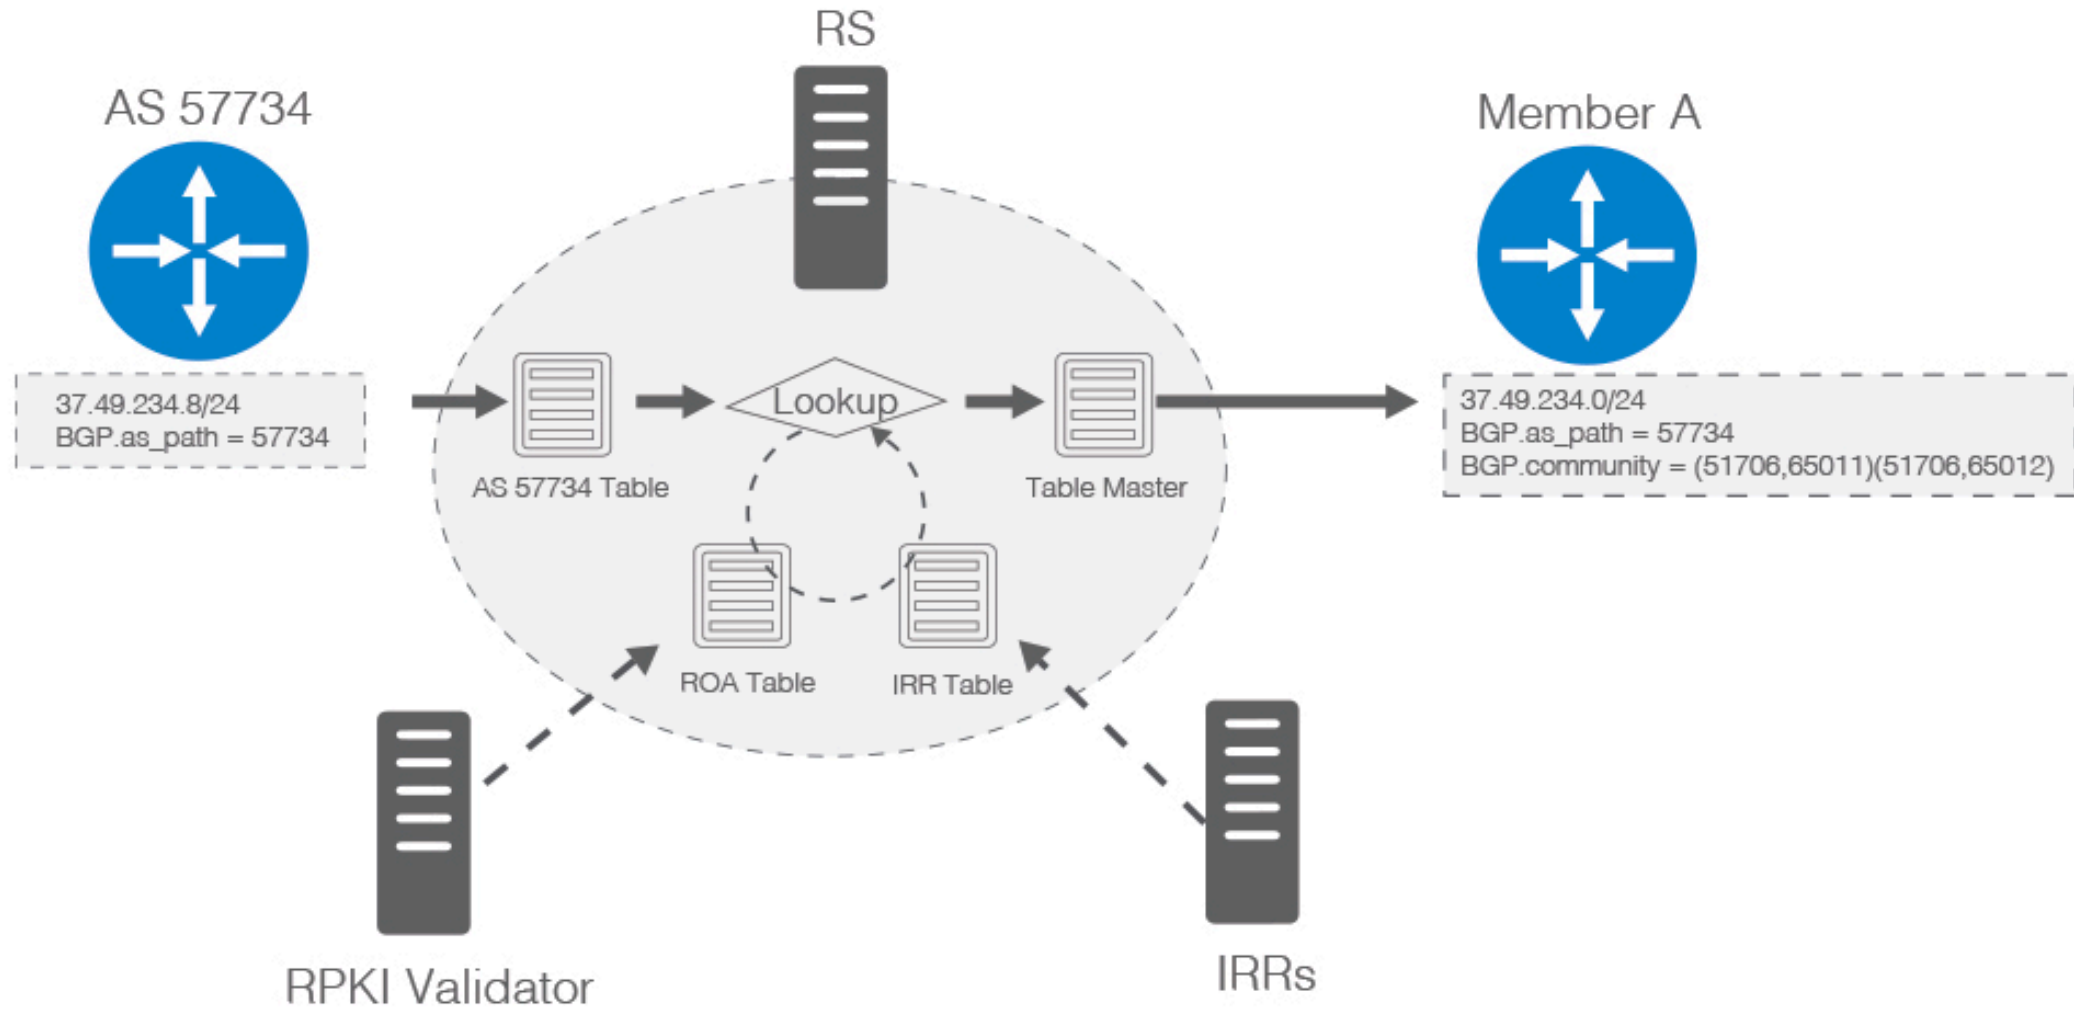 RS
AS 57734
Member A
37.49.234.8/24
BGP.as_path = 57734
Lookup
37.49.234.0/24
BGP.as_path = 57734
BGP.community = (51706,65011)(51706,65012)
AS 57734 Table
Table Master
ROA Table
IRR Table
RPKI Validator
IRRs